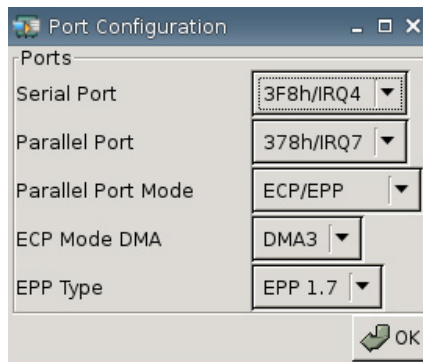 Port Configuration
Ports
Serial Port 3F8h/IRQ4
Parallel Port 378h/IRQ7
Parallel Port Mode ECP/EPP
ECP Mode DMA DMA3
EPP Type EPP 1.7
OK